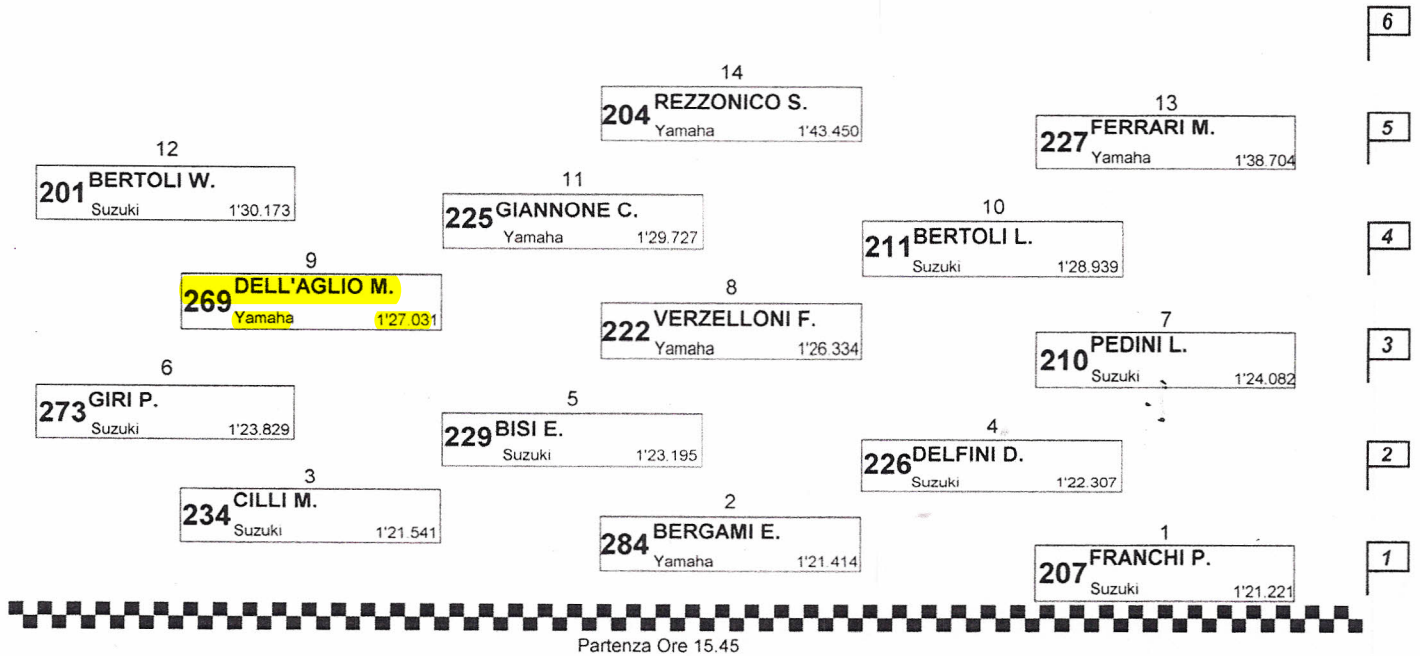 6
14
204 REZZONICO S.
Yamaha 1'43.450
13
227 FERRARI M.
Yamaha 1'38.704
5
12
201 BERTOLI W.
Suzuki 1'30.173
11
225 GIANNONE C.
Yamaha 1'29.727
10
211 BERTOLI L.
Suzuki 1'28.939
4
9
269 DELL'AGLIO M.
Yamaha 1'27.031
8
222 VERZELLONI F.
Yamaha 1'26.334
7
210 PEDINI L.
Suzuki 1'24.082
3
6
273 GIRI P.
Suzuki 1'23.829
5
229 BISI E.
Suzuki 1'23.195
4
226 DELFINI D.
Suzuki 1'22.307
2
3
234 CILLI M.
Suzuki 1'21.541
2
284 BERGAMI E.
Yamaha 1'21.414
1
207 FRANCHI P.
Suzuki 1'21.221
1
Partenza Ore 15.45